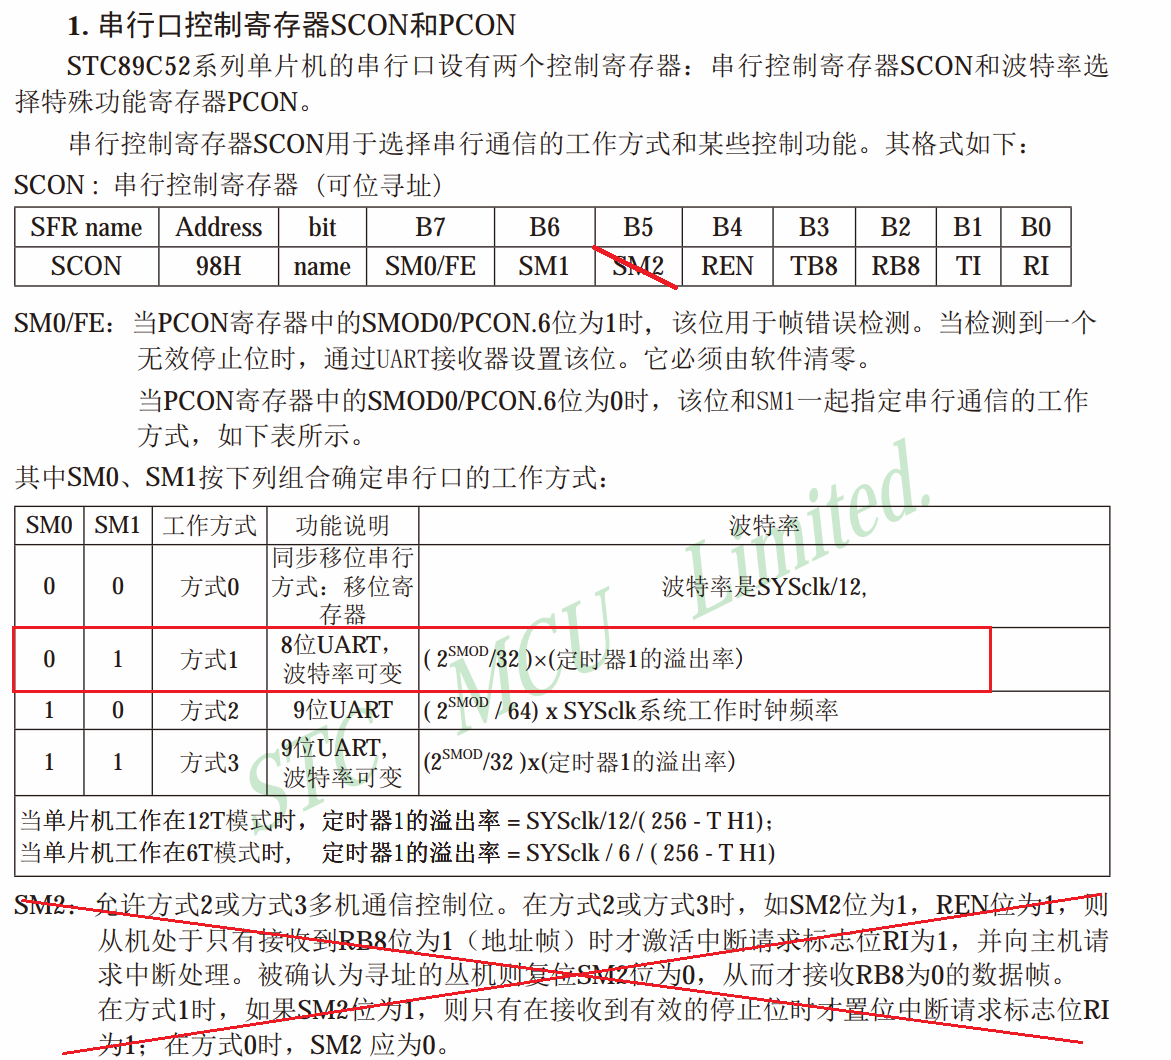 1. 串行口控制寄存器SCON和PCON
STC89C52系列单片机的串行口设有两个控制寄存器：串行控制寄存器SCON和波特率选
择特殊功能寄存器PCON。
串行控制寄存器SCON用于选择串行通信的工作方式和某些控制功能。其格式如下：
SCON : 串行控制寄存器 (可位寻址)
SFR name Address bit B7 B6 B5 B4 B3 B2 B1 B0
SCON 98H name SM0/FE SM1 SM2 REN TB8 RB8 TI RI
SM0/FE：当PCON寄存器中的SMOD0/PCON.6位为1时，该位用于帧错误检测。当检测到一个
无效停止位时，通过UART接收器设置该位。它必须由软件清零。
当PCON寄存器中的SMOD0/PCON.6位为0时，该位和SM1一起指定串行通信的工作
方式，如下表所示。
其中SM0、SM1按下列组合确定串行口的工作方式：
SM0 SM1 工作方式 功能说明 波特率
0 0 方式0 同步移位串行
方式：移位寄
存器 波特率是SYSclk/12,
0 1 方式1 8位UART，
波特率可变 ( 2^SMOD/32 )×(定时器1的溢出率)
1 0 方式2 9位UART ( 2^SMOD / 64) x SYSclk系统工作时钟频率
1 1 方式3 9位UART，
波特率可变 (2^SMOD/32 )x(定时器1的溢出率)
当单片机工作在12T模式时，定时器1的溢出率 = SYSclk/12/( 256 - T H1)；
当单片机工作在6T模式时， 定时器1的溢出率 = SYSclk / 6 / ( 256 - T H1)
SM2：允许方式2或方式3多机通信控制位。在方式2或方式3时，如SM2位为1，REN位为1，则
从机处于只有接收到RB8位为1（地址帧）时才激活中断请求标志位RI为1，并向主机请
求中断处理。被确认为寻址的从机则复位SM2位为0，从而才接收RB8为0的数据帧。
在方式1时，如果SM2位为1，则只有在接收到有效的停止位时才置位中断请求标志位RI
为1；在方式0时，SM2 应为0。
STC MCU Limited.